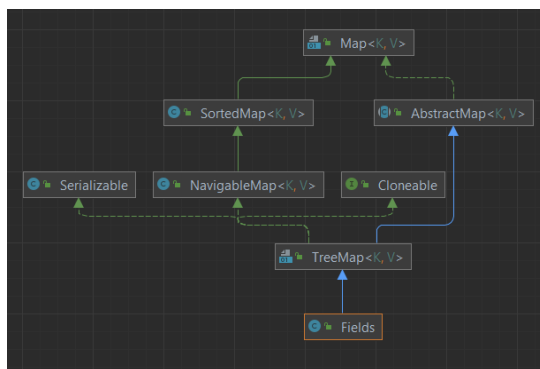 Map<K, V>
SortedMap<K, V>
AbstractMap<K, V>
Serializable
NavigableMap<K, V>
Cloneable
TreeMap<K, V>
Fields